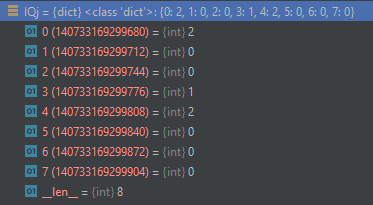 IQj = {dict} <class 'dict'>: {0: 2, 1: 0, 2: 0, 3: 1, 4: 2, 5: 0, 6: 0, 7: 0}
01 0 (140733169299680) = {int} 2
01 1 (140733169299712) = {int} 0
01 2 (140733169299744) = {int} 0
01 3 (140733169299776) = {int} 1
01 4 (140733169299808) = {int} 2
01 5 (140733169299840) = {int} 0
01 6 (140733169299872) = {int} 0
01 7 (140733169299904) = {int} 0
01 __len__ = {int} 8